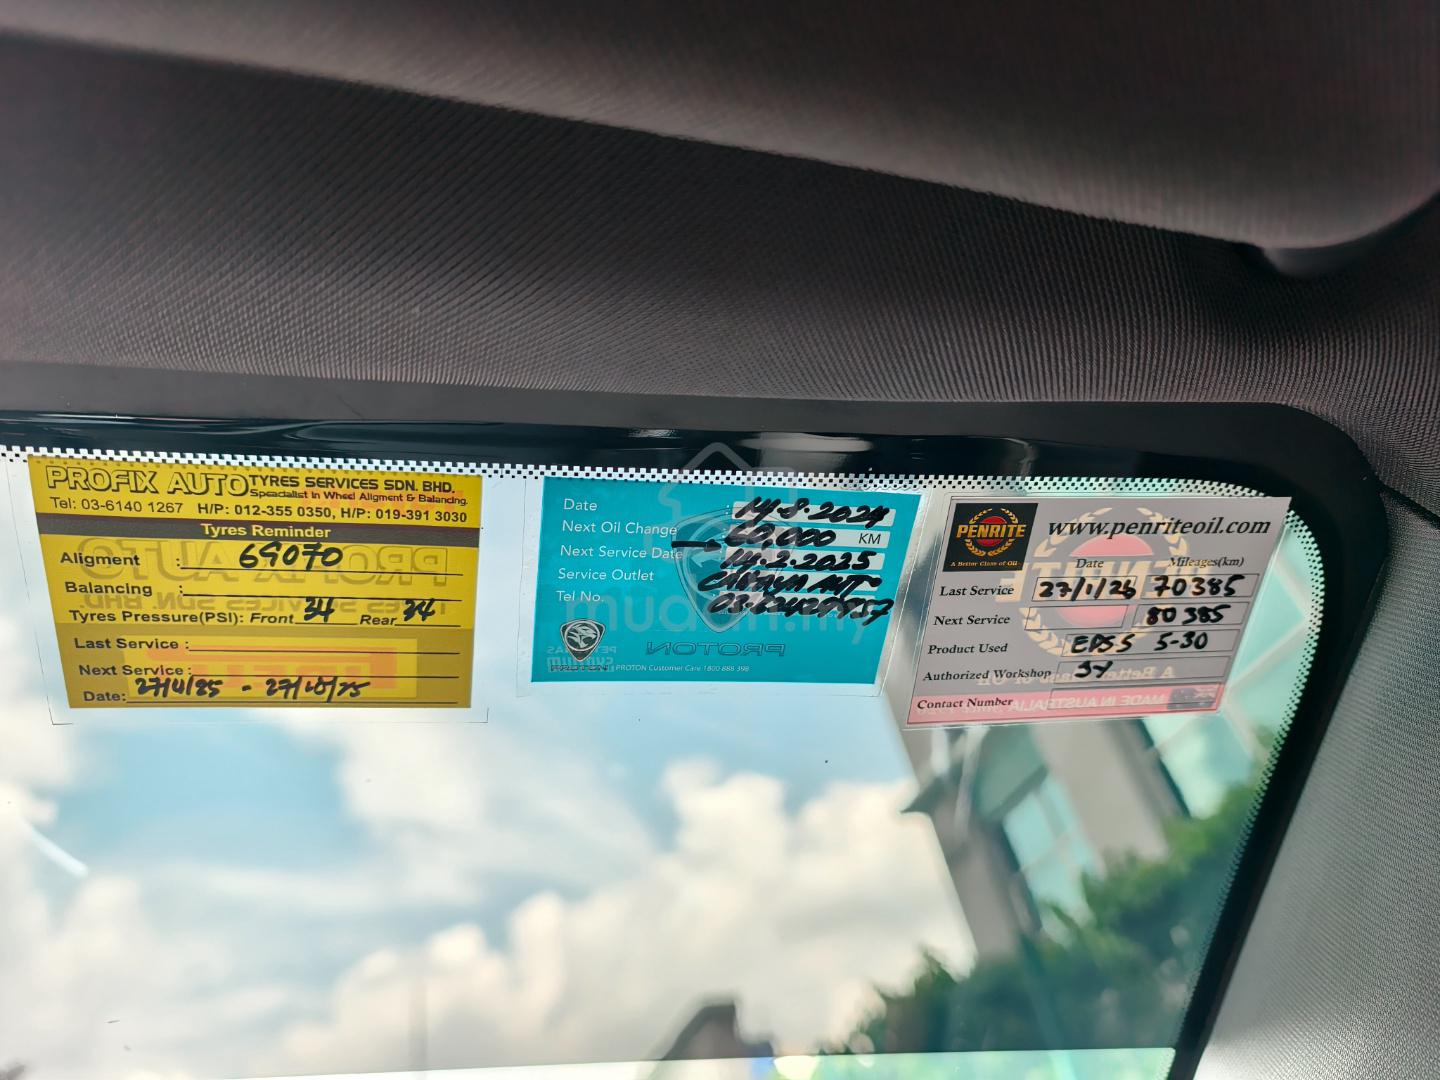 PROFIX AUTO TYRES SERVICES SDN. BHD.
Specialist in Wheel Aligment & Balancing.
Tel: 03-6140 1267 H/P: 012-355 0350, H/P: 019-391 3030
Tyres Reminder
Aligment : 69070
Balancing :
Tyres Pressure(PSI): Front 34 Rear 34
Last Service :
Next Service :
Date: 27/4/25 - 27/10/25
Date : 14.8.2024
Next Oil Change 60,000 KM
Next Service Date 14.2.2025
Service Outlet
Tel No.
PROTON
PROTON Customer Care 1800 888 398
mudah.my
PENRITE
A Better Class of Oil
www.penriteoil.com
Date Mileages(km)
Last Service 27/1/26 70385
Next Service 80385
Product Used 5-30
Authorized Workshop SY
Contact Number